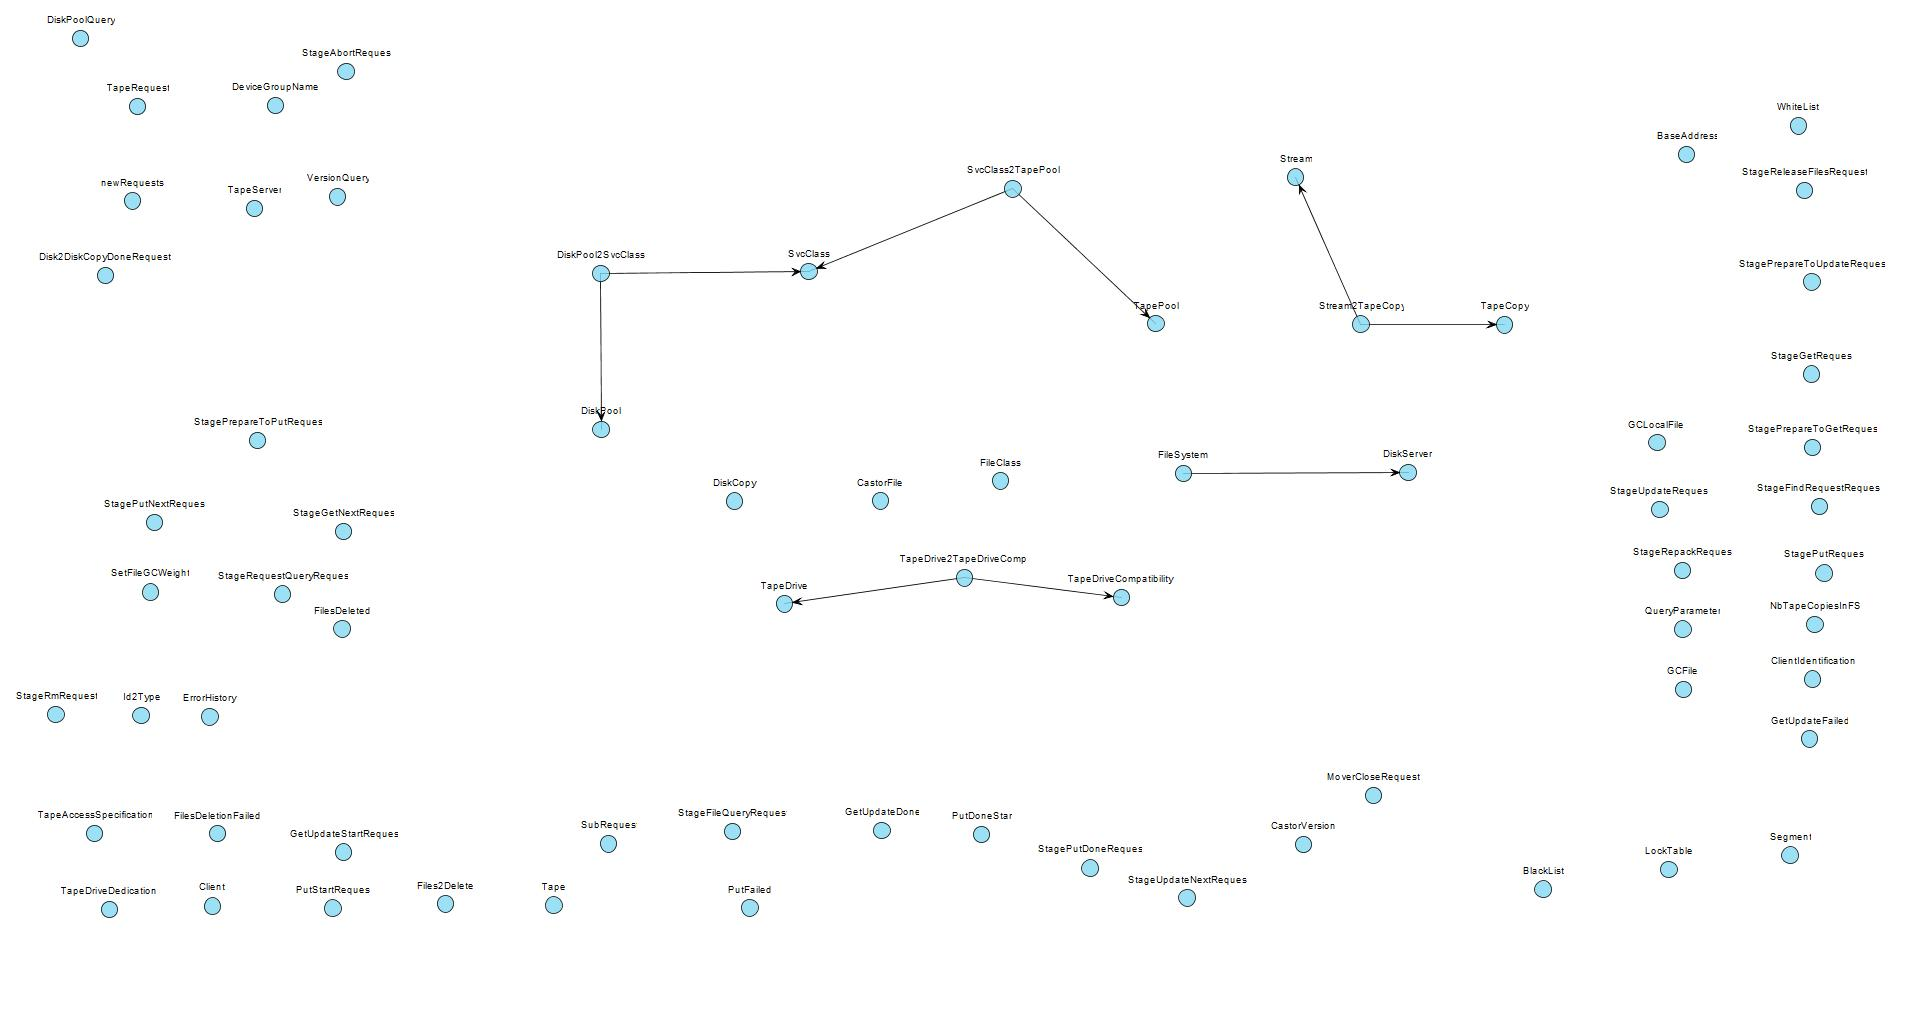 DiskPoolQuery
StageAbortReques
TapeRequest
DeviceGroupName
WhiteList
BaseAddress
Stream
SvcClass2TapePool
StageReleaseFilesRequest
newRequests
TapeServer
VersionQuery
Disk2DiskCopyDoneRequest
DiskPool2SvcClass
SvcClass
StagePrepareToUpdateReques
TapePool
Stream2TapeCopy
TapeCopy
StageGetReques
DiskPool
StagePrepareToPutReques
GCLocalFile
StagePrepareToGetReques
FileClass
FileSystem
DiskServer
DiskCopy
CastorFile
StageUpdateReques
StageFindRequestReques
StagePutNextReques
StageGetNextReques
StageRepackReques
StagePutReques
TapeDrive2TapeDriveComp
SetFileGCWeight
StageRequestQueryReques
TapeDrive
TapeDriveCompatibility
FilesDeleted
QueryParameter
NbTapeCopiesInFS
GCFile
ClientIdentification
StageRmRequest
Id2Type
ErrorHistory
GetUpdateFailed
MoverCloseRequest
TapeAccessSpecification
FilesDeletionFailed
GetUpdateStartReques
SubReques
StageFileQueryReques
GetUpdateDone
PutDoneStar
CastorVersion
StagePutDoneReques
LockTable
Segment
TapeDriveDedication
Client
PutStartReques
Files2Delete
Tape
PutFailed
StageUpdateNextReques
BlackList